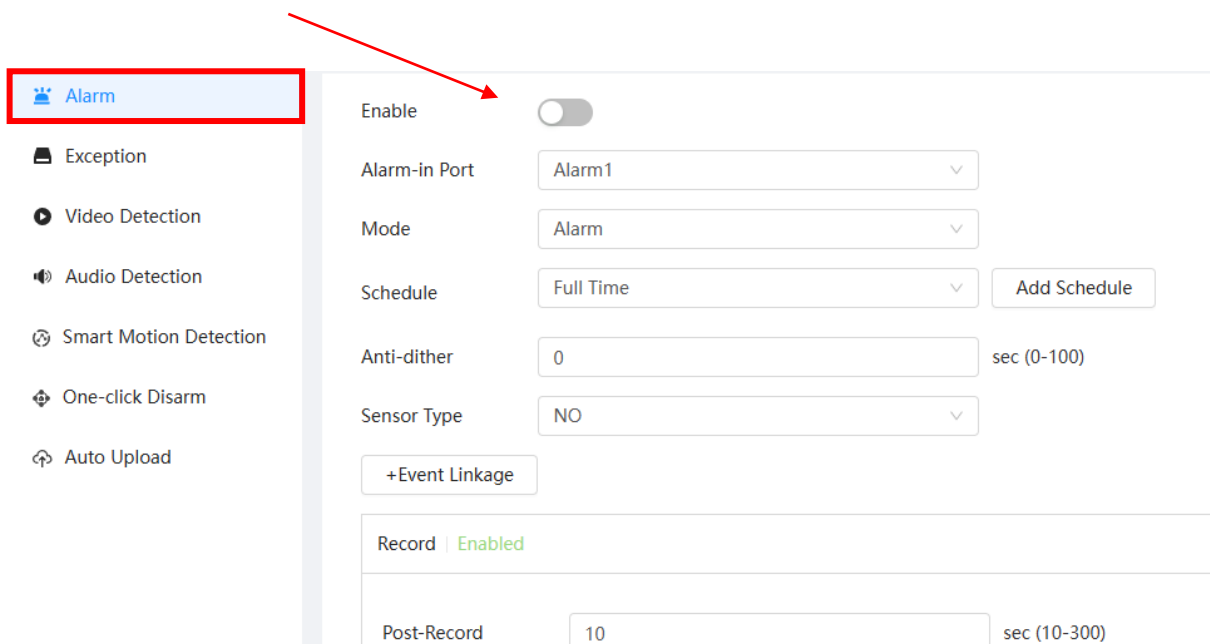 Alarm
Exception
Video Detection
Audio Detection
Smart Motion Detection
One-click Disarm
Auto Upload
Enable
Alarm-in Port Alarm1
Mode Alarm
Schedule Full Time Add Schedule
Anti-dither 0 sec (0-100)
Sensor Type NO
+Event Linkage
Record Enabled
Post-Record 10 sec (10-300)